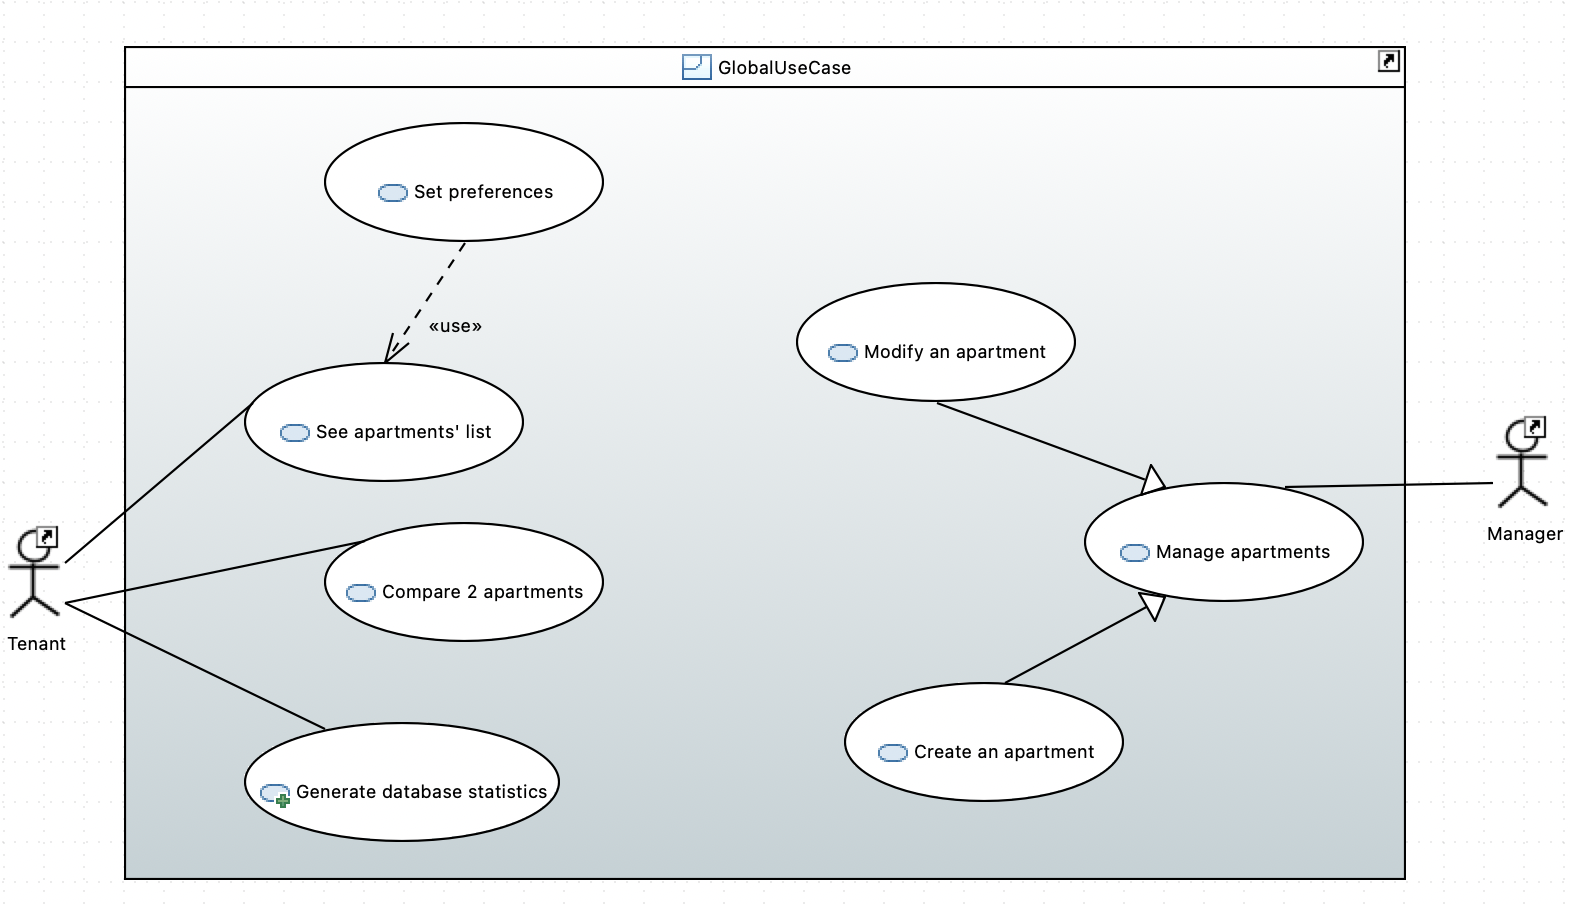 GlobalUseCase
Set preferences
«use»
Modify an apartment
See apartments' list
Manage apartments
Manager
Compare 2 apartments
Tenant
Create an apartment
Generate database statistics